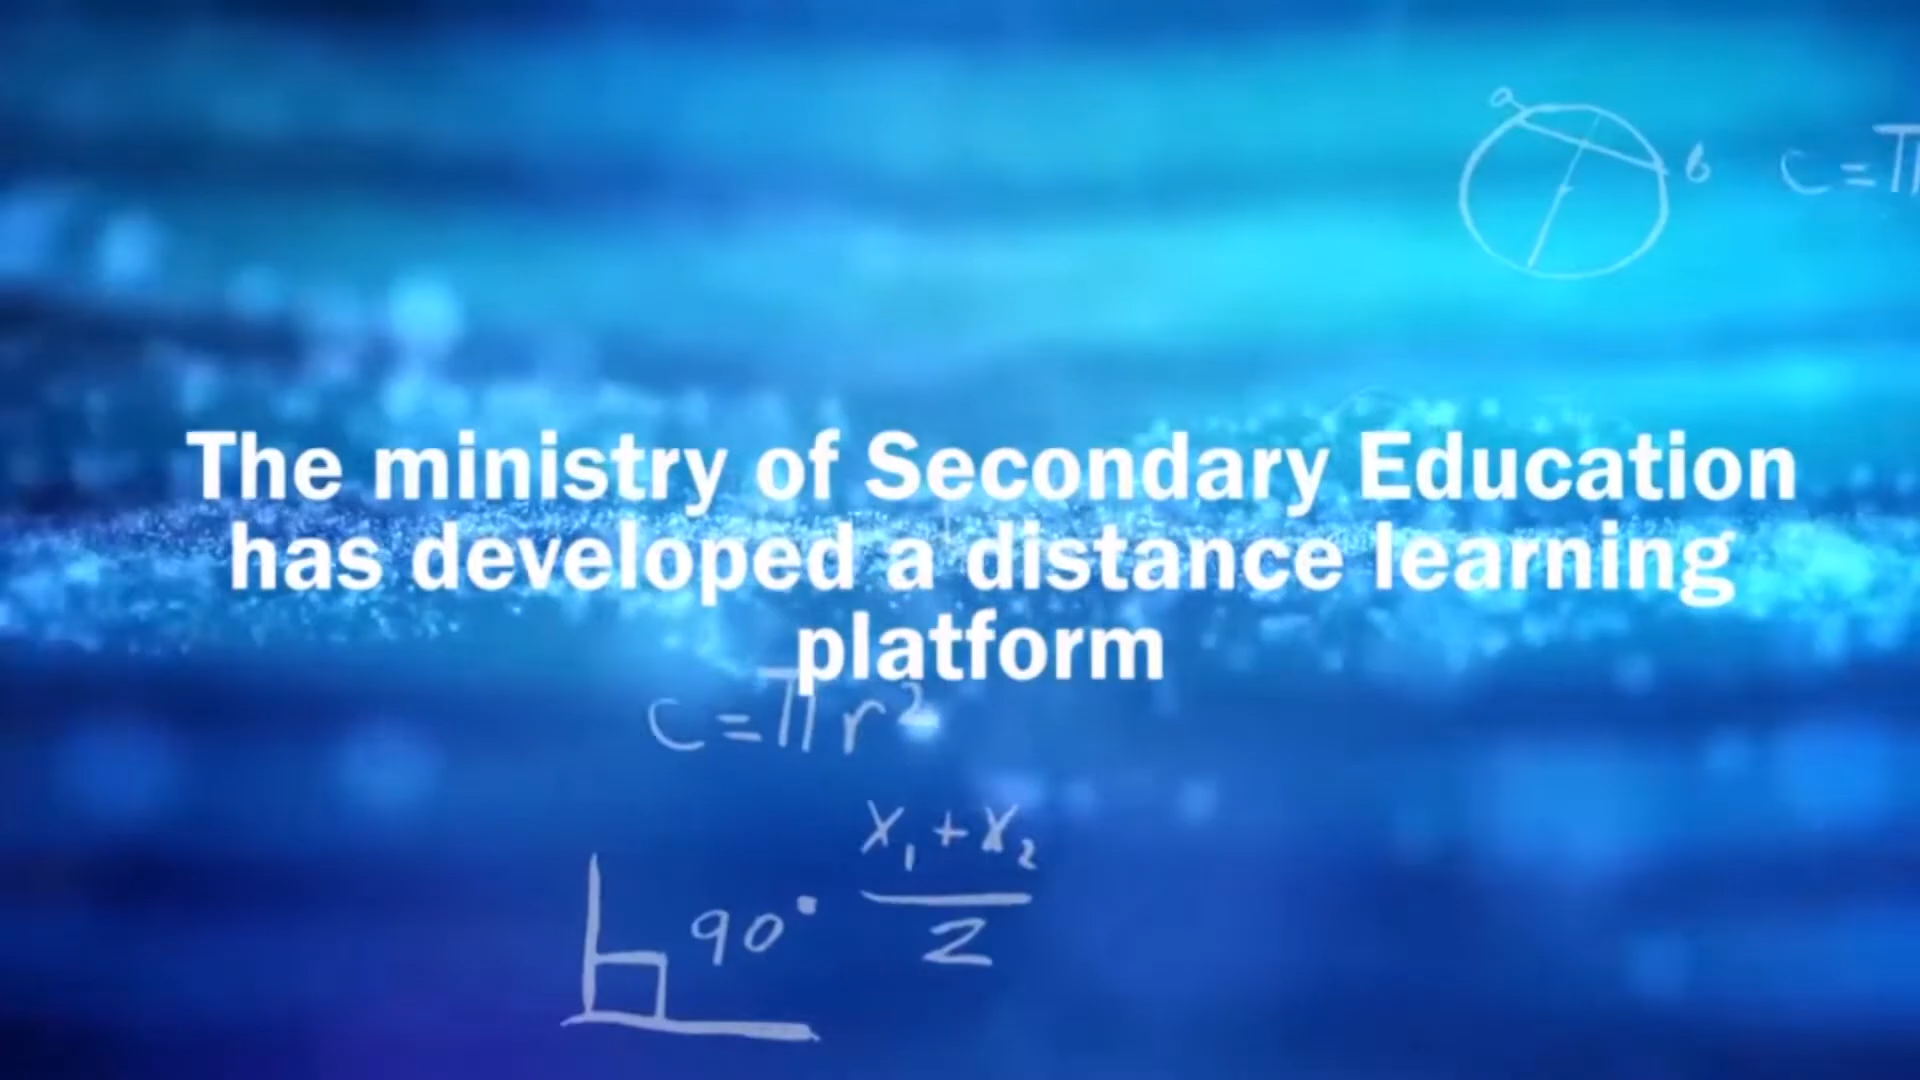 a
b C=π
The ministry of Secondary Education
has developed a distance learning
platform
C=πr²
X₁+X₂
90°
2